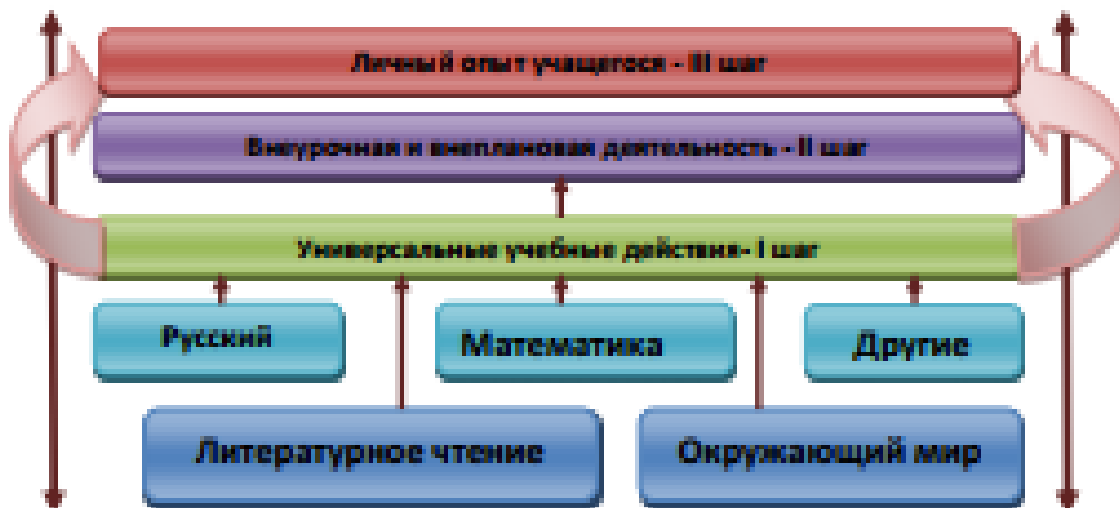 Личный опыт учащегося - III шаг
Внеурочная и внеплановая деятельность - II шаг
Универсальные учебные действия- I шаг
Русский
Математика
Другие
Литературное чтение
Окружающий мир